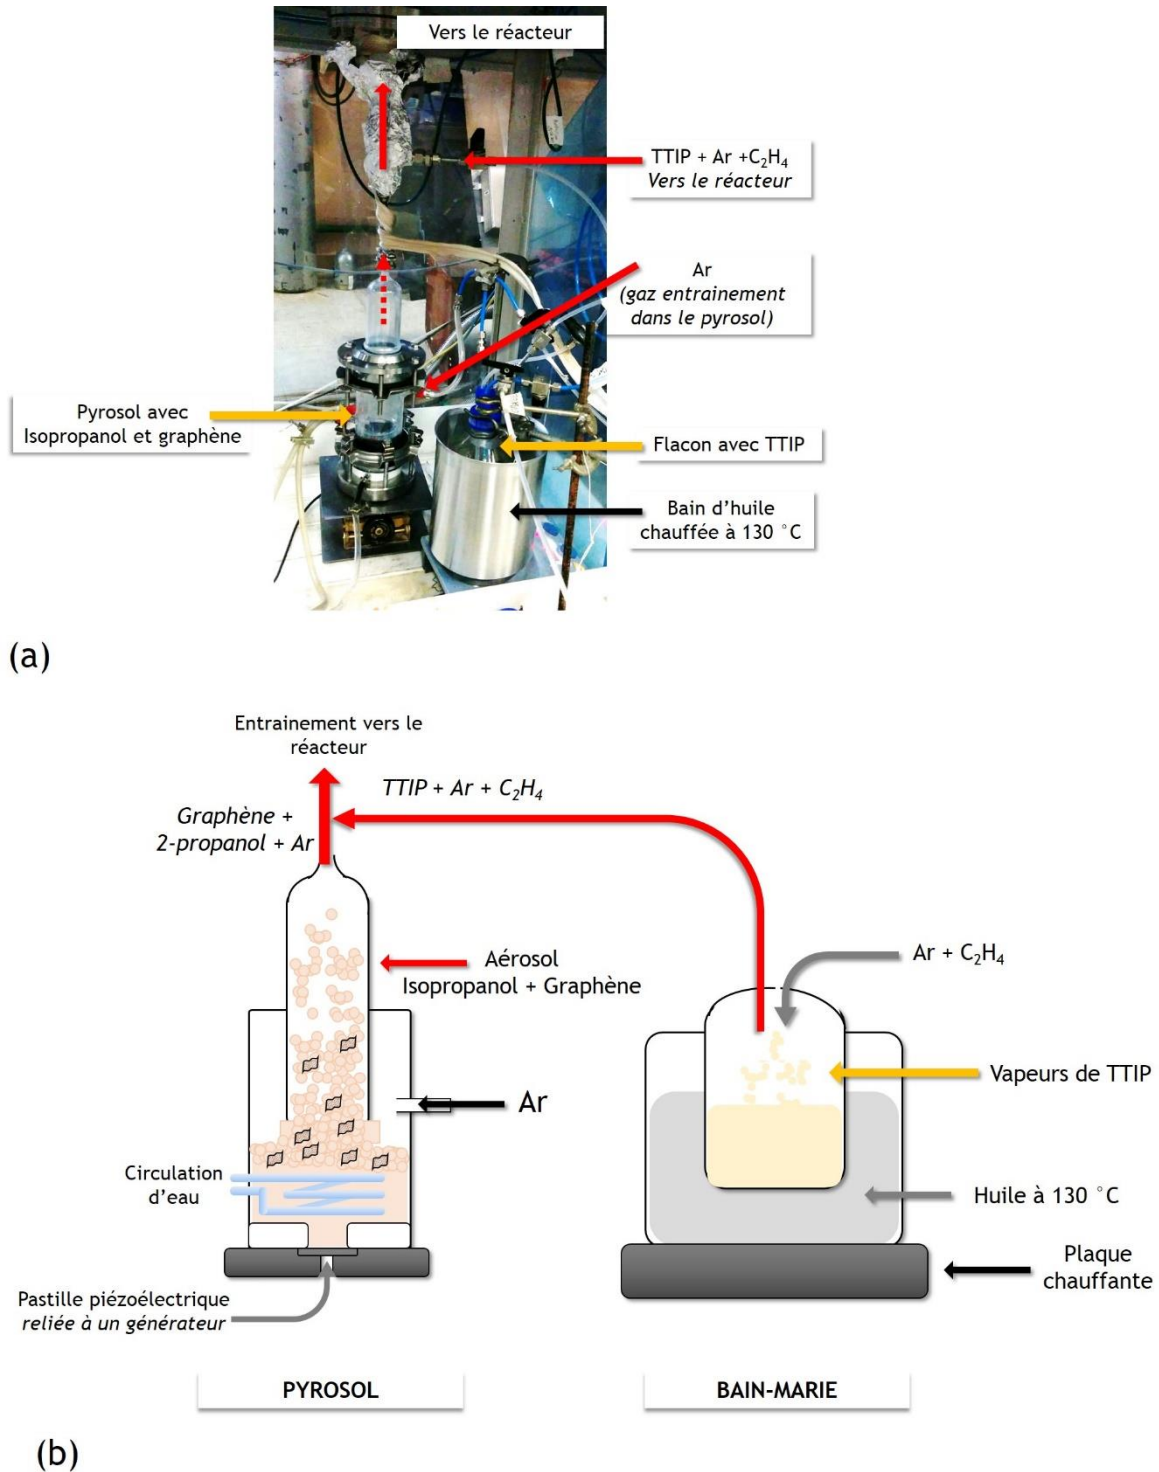 Vers le réacteur
TTIP + Ar +C₂H₄
Vers le réacteur
Ar
(gaz entrainement
dans le pyrosol)
Pyrosol avec
Isopropanol et graphène
Flacon avec TTIP
Bain d’huile
chauffée à 130 °C
(a)
Entrainement vers le
réacteur
TTIP + Ar + C₂H₄
Graphène +
2-propanol + Ar
Ar + C₂H₄
Aérosol
Isopropanol + Graphène
Vapeurs de TTIP
Ar
Circulation
d’eau
Huile à 130 °C
Plaque
chauffante
Pastille piézoélectrique
reliée à un générateur
PYROSOL
BAIN-MARIE
(b)